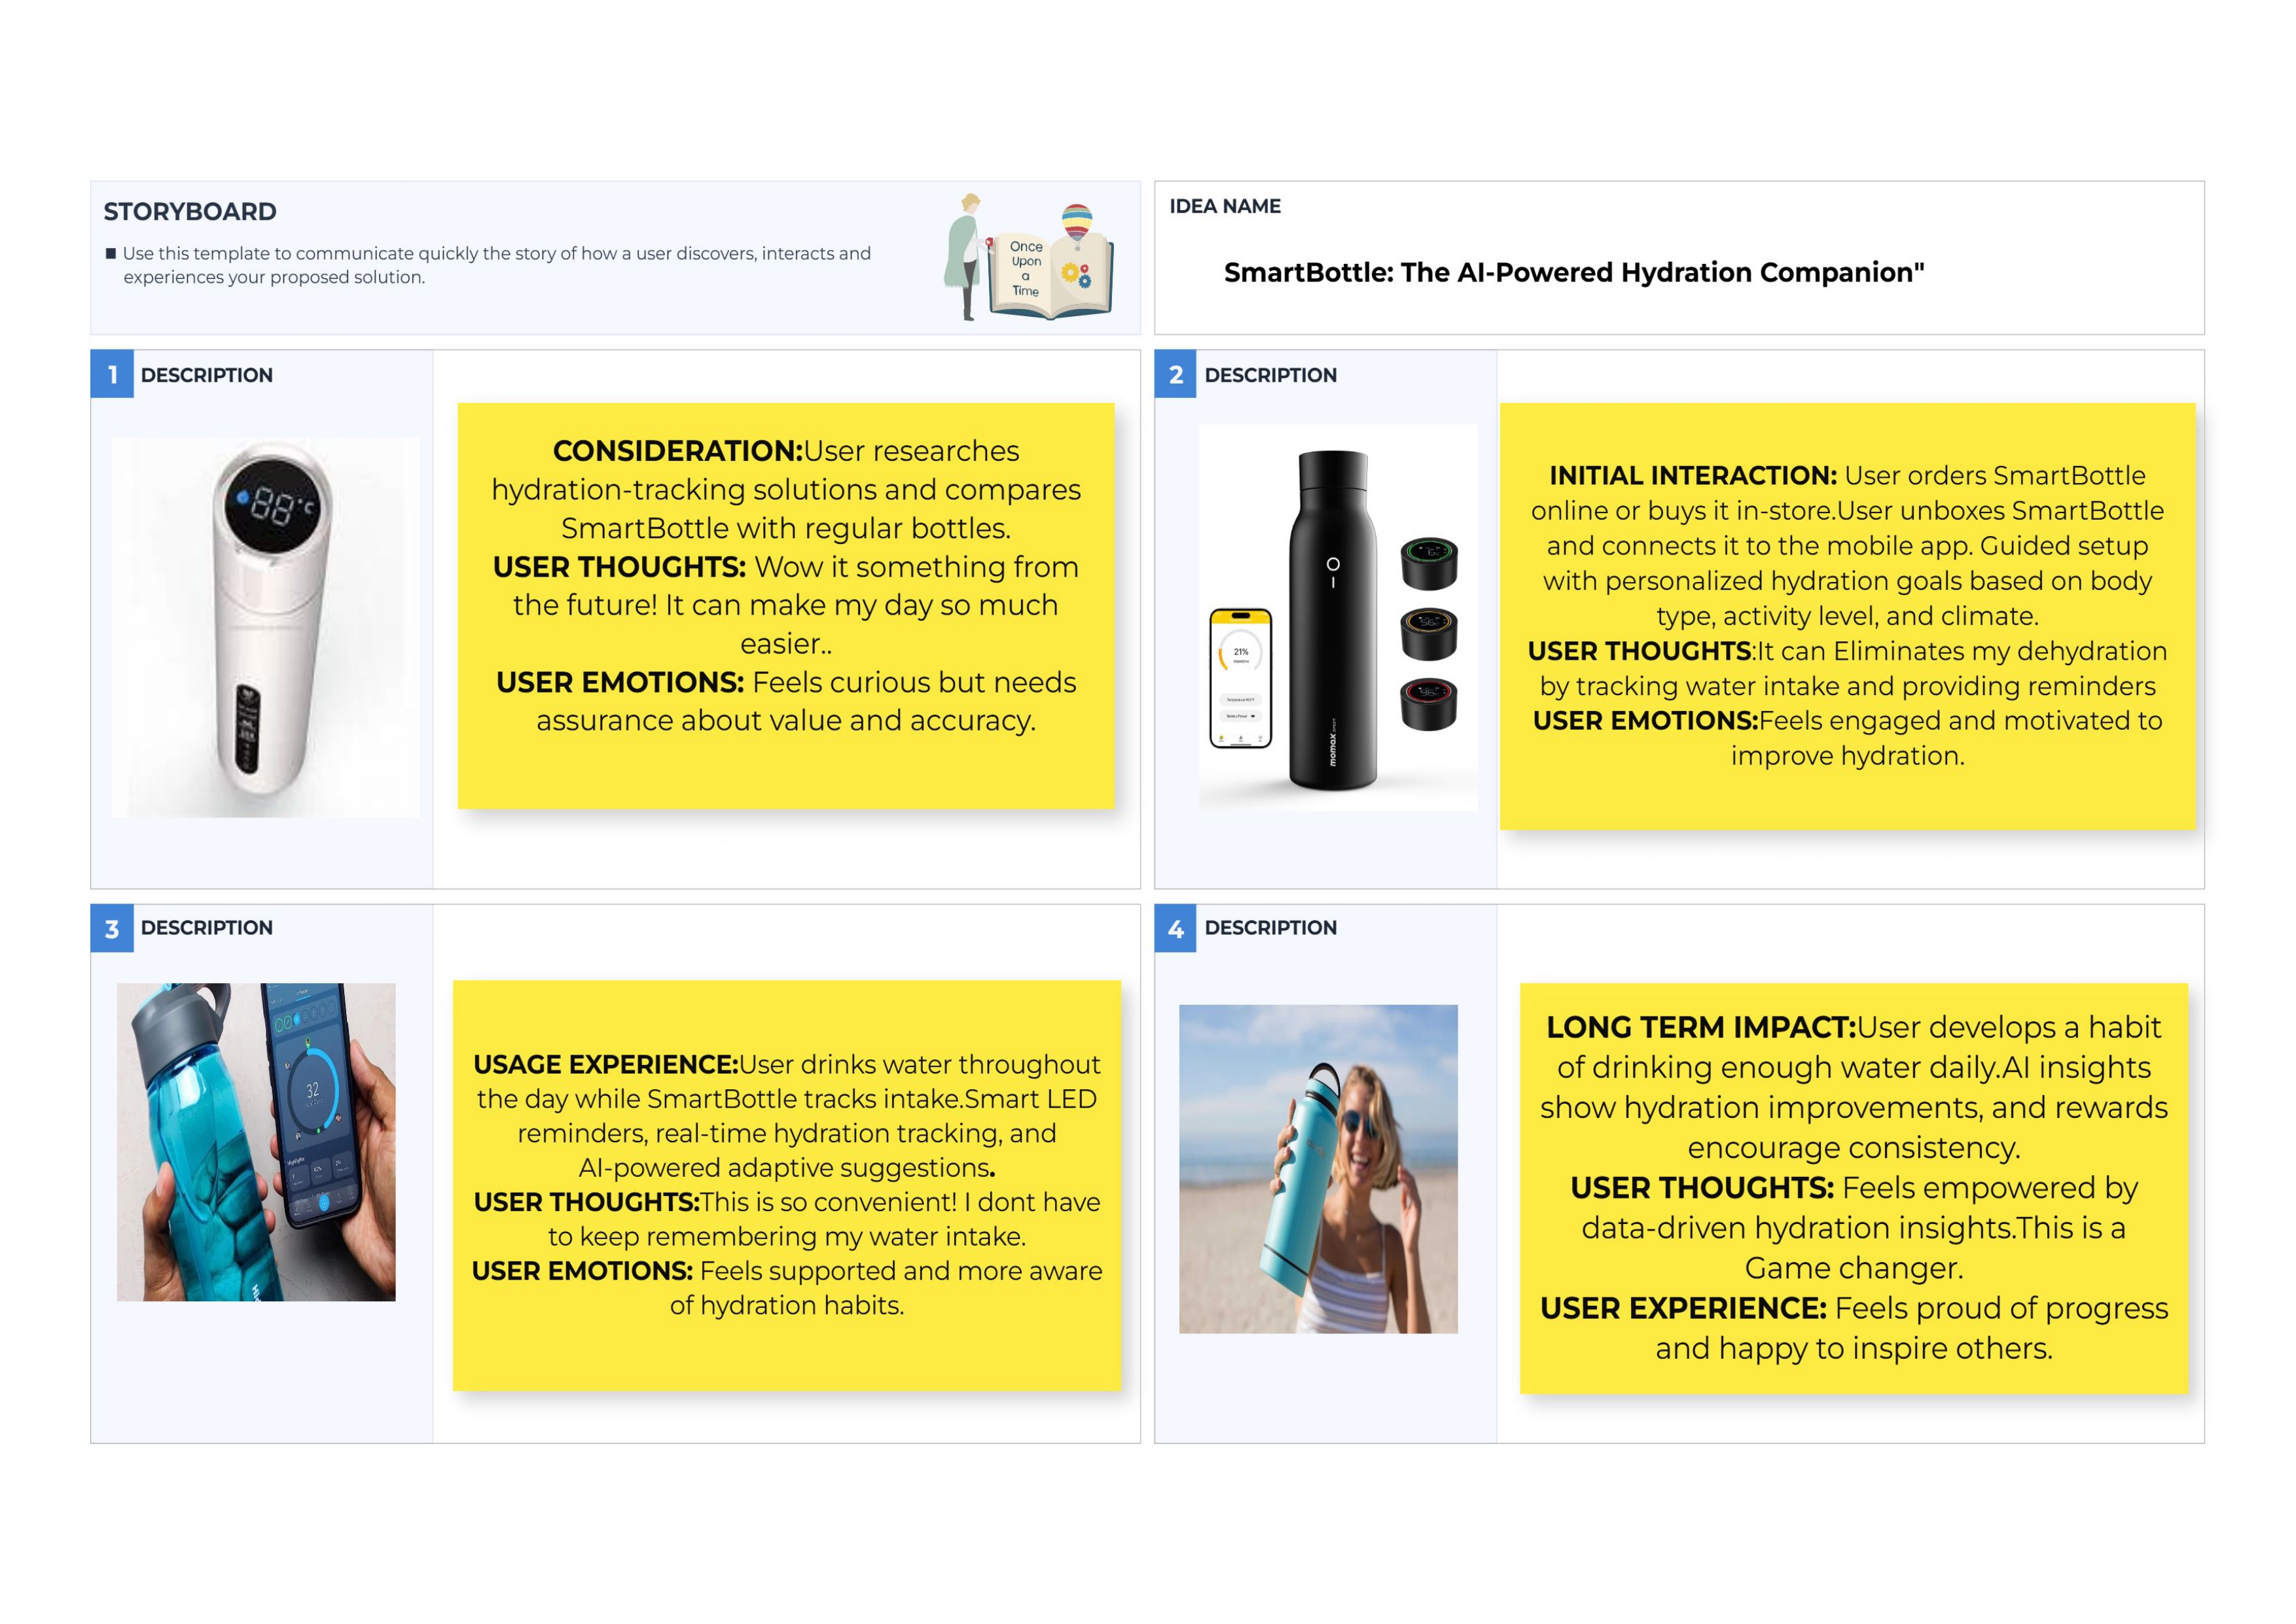 STORYBOARD
■ Use this template to communicate quickly the story of how a user discovers, interacts and
experiences your proposed solution.
Once
Upon
a
Time
IDEA NAME
SmartBottle: The AI-Powered Hydration Companion"
1 DESCRIPTION
88°c
CONSIDERATION:User researches
hydration-tracking solutions and compares
SmartBottle with regular bottles.
USER THOUGHTS: Wow it something from
the future! It can make my day so much
easier..
USER EMOTIONS: Feels curious but needs
assurance about value and accuracy.
2 DESCRIPTION
21%
momax
INITIAL INTERACTION: User orders SmartBottle
online or buys it in-store.User unboxes SmartBottle
and connects it to the mobile app. Guided setup
with personalized hydration goals based on body
type, activity level, and climate.
USER THOUGHTS:It can Eliminates my dehydration
by tracking water intake and providing reminders
USER EMOTIONS:Feels engaged and motivated to
improve hydration.
3 DESCRIPTION
32
USAGE EXPERIENCE:User drinks water throughout
the day while SmartBottle tracks intake.Smart LED
reminders, real-time hydration tracking, and
AI-powered adaptive suggestions.
USER THOUGHTS:This is so convenient! I dont have
to keep remembering my water intake.
USER EMOTIONS: Feels supported and more aware
of hydration habits.
4 DESCRIPTION
LONG TERM IMPACT:User develops a habit
of drinking enough water daily.AI insights
show hydration improvements, and rewards
encourage consistency.
USER THOUGHTS: Feels empowered by
data-driven hydration insights.This is a
Game changer.
USER EXPERIENCE: Feels proud of progress
and happy to inspire others.